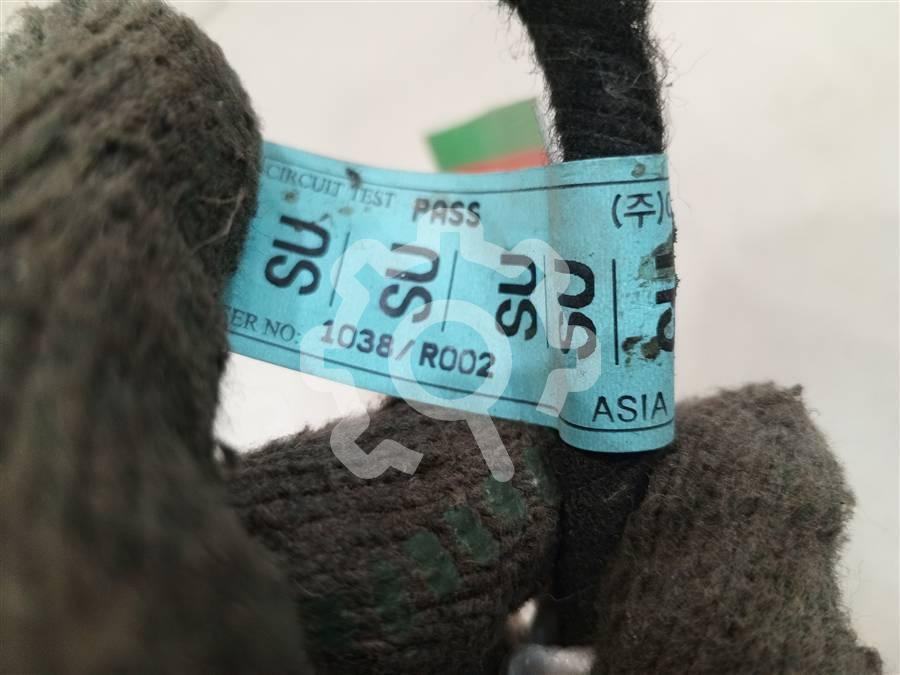 CIRCUIT TEST PASS
SU SU SU SU
1038/R002
(주)
ASIA